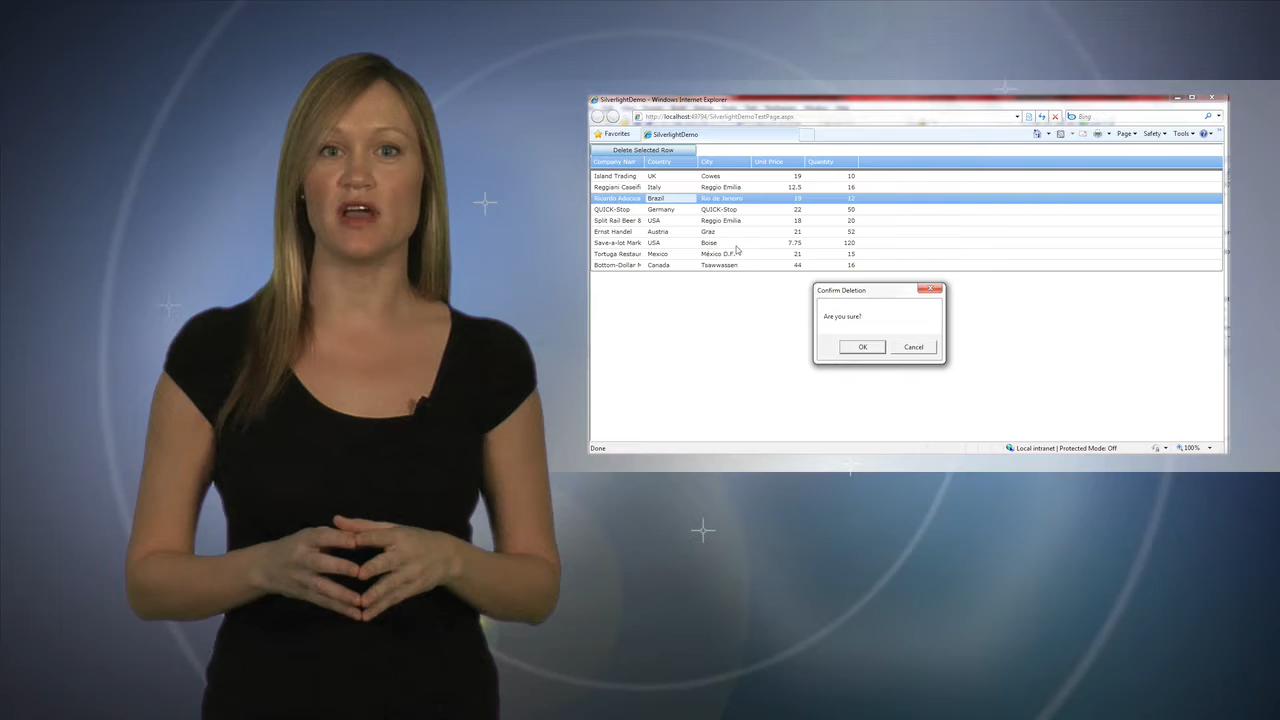 SilverlightDemo - Windows Internet Explorer
http://localhost:49794/SilverlightDemoTestPage.aspx
Bing
Favorites
SilverlightDemo
Page
Safety
Tools
Delete Selected Row
Company Nam Country City Unit Price Quantity
Island Trading UK Cowes 19 10
Reggiani Caseifi Italy Reggio Emilia 12.5 16
Ricardo Adocica Brazil Rio de Janeiro 19 12
QUICK-Stop Germany QUICK-Stop 22 50
Split Rail Beer & USA Reggio Emilia 18 20
Ernst Handel Austria Graz 21 52
Save-a-lot Mark USA Boise 7.75 120
Tortuga Restaur Mexico México D.F. 21 15
Bottom-Dollar M Canada Tsawwassen 44 16
Confirm Deletion
Are you sure?
OK
Cancel
Done
Local intranet | Protected Mode: Off
100%